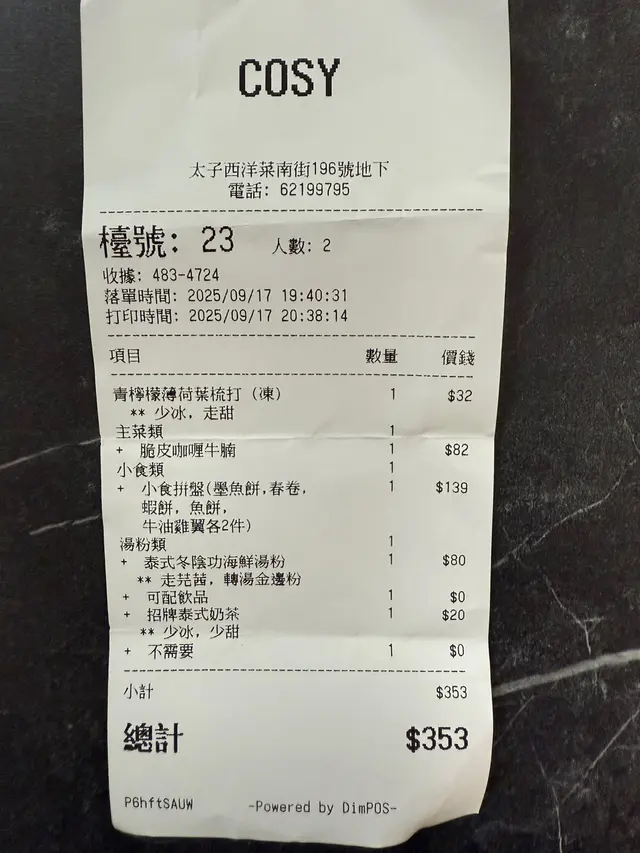 COSY
太子西洋菜南街196號地下
電話: 62199795
檯號: 23 人數: 2
收據: 483-4724
落單時間: 2025/09/17 19:40:31
打印時間: 2025/09/17 20:38:14
項目 數量 價錢
青檸檬薄荷葉梳打 (凍) 1 $32
** 少冰, 走甜
主菜類 1
+ 脆皮咖喱牛腩 1 $82
小食類 1
+ 小食拼盤(墨魚餅,春卷, 1 $139
蝦餅, 魚餅,
牛油雞翼各2件)
湯粉類 1
+ 泰式冬陰功海鮮湯粉 1 $80
** 走芫茜, 轉湯金邊粉
+ 可配飲品 1 $0
+ 招牌泰式奶茶 1 $20
** 少冰, 少甜
+ 不需要 1 $0
小計 $353
總計 $353
P6hftSAUW -Powered by DimPOS-